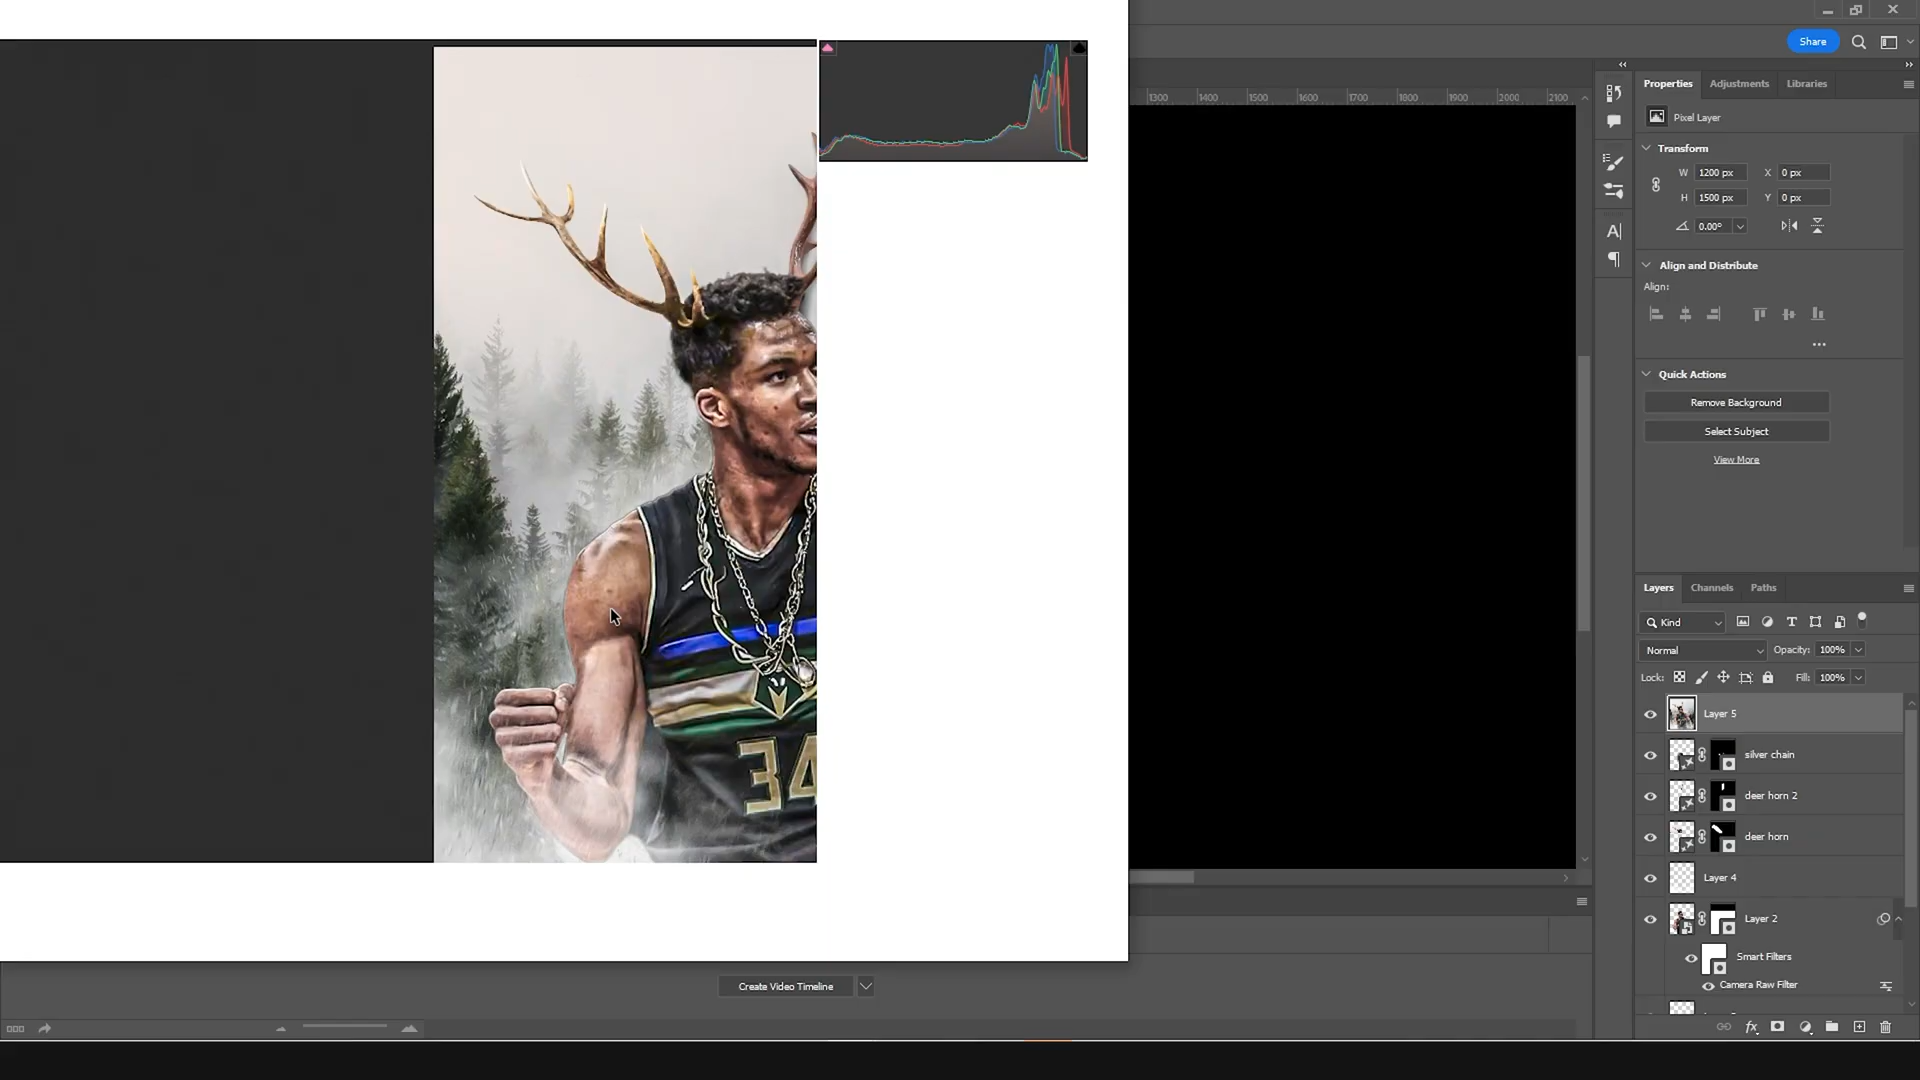 Share
1300 1400 1500 1600 1700 1800 1900 2000 2100
Properties Adjustments Libraries
Pixel Layer
Transform
W 1200 px X 0 px
H 1500 px Y 0 px
0.00°
Align and Distribute
Align:
Quick Actions
Remove Background
Select Subject
View More
34
Layers Channels Paths
Kind
Normal Opacity: 100%
Lock: Fill: 100%
Layer 5
silver chain
deer horn 2
deer horn
Layer 4
Layer 2
Smart Filters
Camera Raw Filter
Create Video Timeline